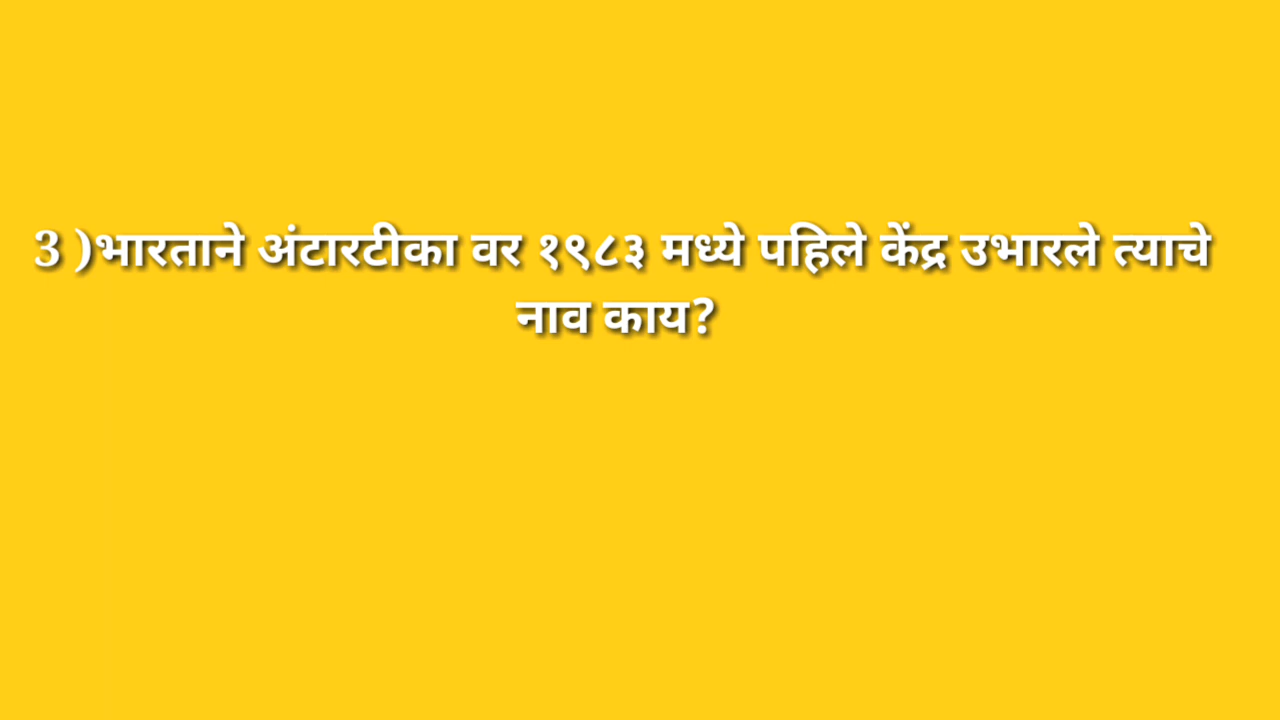 3 )भारताने अंटारटीका वर १९८३ मध्ये पहिले केंद्र उभारले त्याचे
नाव काय?